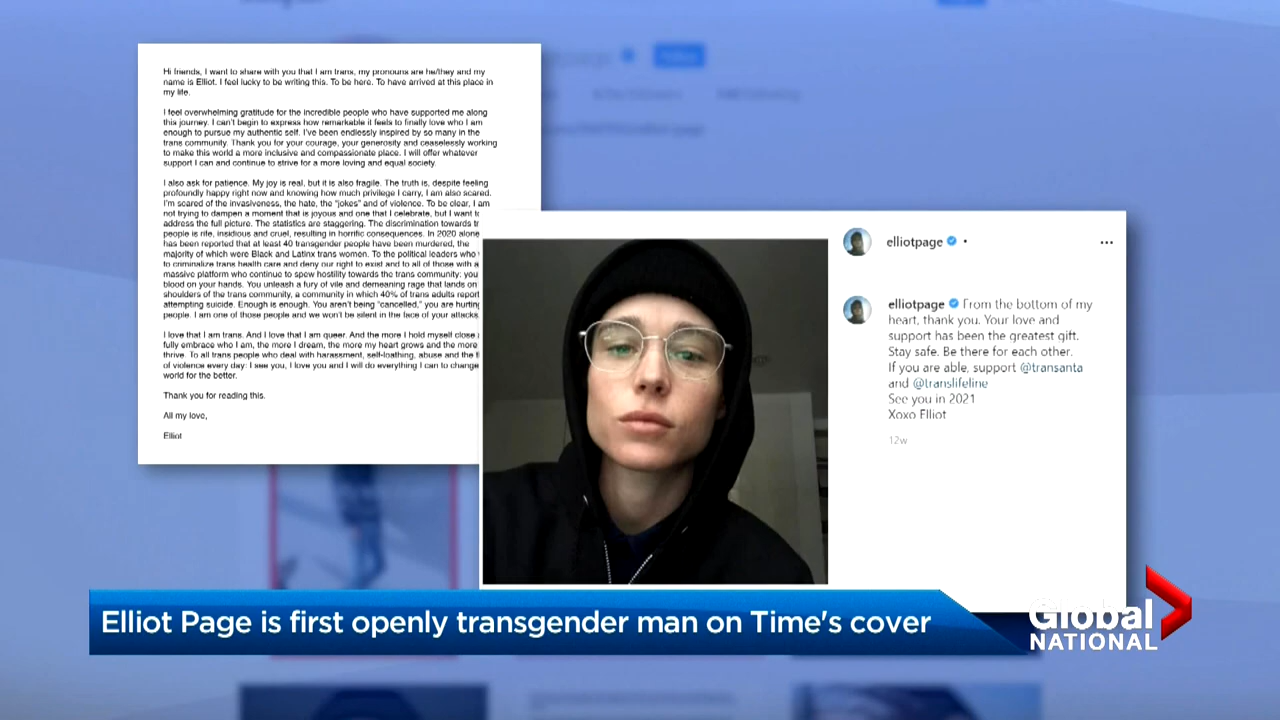 Hi friends, I want to share with you that I am trans, my pronouns are he/they and my
name is Elliot. I feel lucky to be writing this. To be here. To have arrived at this place in
my life.
I feel overwhelming gratitude for the incredible people who have supported me along
this journey. I can't begin to express how remarkable it feels to finally love who I am
enough to pursue my authentic self. I've been endlessly inspired by so many in the
trans community. Thank you for your courage, your generosity and ceaselessly working
to make this world a more inclusive and compassionate place. I will offer whatever
support I can and continue to strive for a more loving and equal society.
I also ask for patience. My joy is real, but it is also fragile. The truth is, despite feeling
profoundly happy right now and knowing how much privilege I carry, I am also scared.
I'm scared of the invasiveness, the hate, the "jokes" and of violence. To be clear, I am
not trying to dampen a moment that is joyous and one that I celebrate, but I want
address the full picture. The statistics are staggering. The discrimination towards
people is rife, insidious and cruel, resulting in horrific consequences. In 2020 alone
has been reported that at least 40 transgender people have been murdered, the
majority of which were Black and Latinx trans women. To the political leaders who
to criminalize trans health care and deny our right to exist and to all of those with a
massive platform who continue to spew hostility towards the trans community: you
blood on your hands. You unleash a fury of vile and demeaning rage that lands on
shoulders of the trans community, a community in which 40% of trans adults report
attempting suicide. Enough is enough. You aren't being "cancelled," you are hurting
people. I am one of those people and we won't be silent in the face of your attacks.
I love that I am trans. And I love that I am queer. And the more I hold myself close
fully embrace who I am, the more I dream, the more my heart grows and the more
thrive. To all trans people who deal with harassment, self-loathing, abuse and the
of violence every day: I see you, I love you and I will do everything I can to change
world for the better.
Thank you for reading this.
All my love,
Elliot
elliotpage •
elliotpage From the bottom of my
heart, thank you. Your love and
support has been the greatest gift.
Stay safe. Be there for each other.
If you are able, support @transanta
and @translifeline
See you in 2021
Xoxo Elliot
12w
Elliot Page is first openly transgender man on Time's cover
Global
NATIONAL